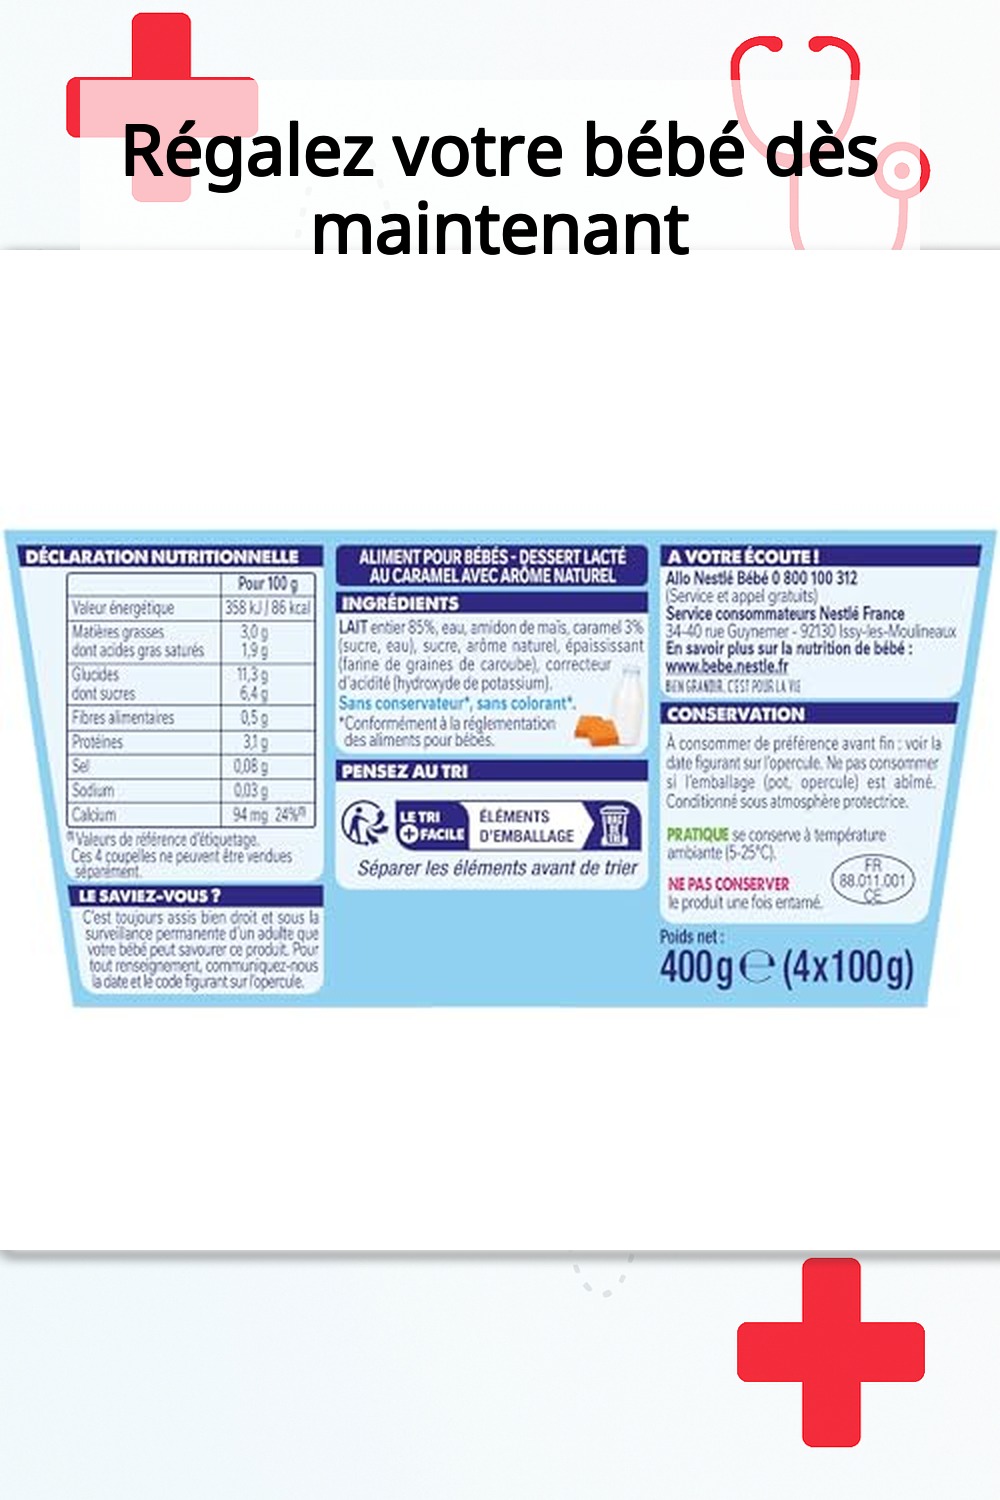 Régalez votre bébé dès
maintenant
DÉCLARATION NUTRITIONNELLE
Pour 100 g
Valeur énergétique 358 kJ / 86 kcal
Matières grasses 3,0 g
dont acides gras saturés 1,9 g
Glucides 11,3 g
dont sucres 6,4 g
Fibres alimentaires 0,5 g
Protéines 3,1 g
Sel 0,08 g
Sodium 0,03 g
Calcium 94 mg 24%(1)
(1) Valeurs de référence d'étiquetage.
Ces 4 coupelles ne peuvent être vendues
séparément.
LE SAVIEZ-VOUS ?
C'est toujours assis bien droit et sous la
surveillance permanente d'un adulte que
votre bébé peut savourer ce produit. Pour
tout renseignement, communiquez-nous
la date et le code figurant sur l'opercule.
ALIMENT POUR BÉBÉS - DESSERT LACTÉ
AU CARAMEL AVEC ARÔME NATUREL
INGRÉDIENTS
LAIT entier 85%, eau, amidon de maïs, caramel 3%
(sucre, eau), sucre, arôme naturel, épaississant
(farine de graines de caroube), correcteur
d'acidité (hydroxyde de potassium).
Sans conservateur*, sans colorant*.
*Conformément à la réglementation
des aliments pour bébés.
PENSEZ AU TRI
LE TRI
+ FACILE
ÉLÉMENTS
D'EMBALLAGE
BAC
DE
TRI
Séparer les éléments avant de trier
A VOTRE ÉCOUTE !
Allo Nestlé Bébé 0 800 100 312
(Service et appel gratuits)
Service consommateurs Nestlé France
34-40 rue Guynemer - 92130 Issy-les-Moulineaux
En savoir plus sur la nutrition de bébé :
www.bebe.nestle.fr
BIEN GRANDIR, C'EST POUR LA VIE
CONSERVATION
À consommer de préférence avant fin : voir la
date figurant sur l'opercule. Ne pas consommer
si l'emballage (pot, opercule) est abîmé.
Conditionné sous atmosphère protectrice.
PRATIQUE se conserve à température
ambiante (5-25°C).
NE PAS CONSERVER
le produit une fois entamé.
FR
88.011.001
CE
Poids net :
400 g ℮ (4x100 g)